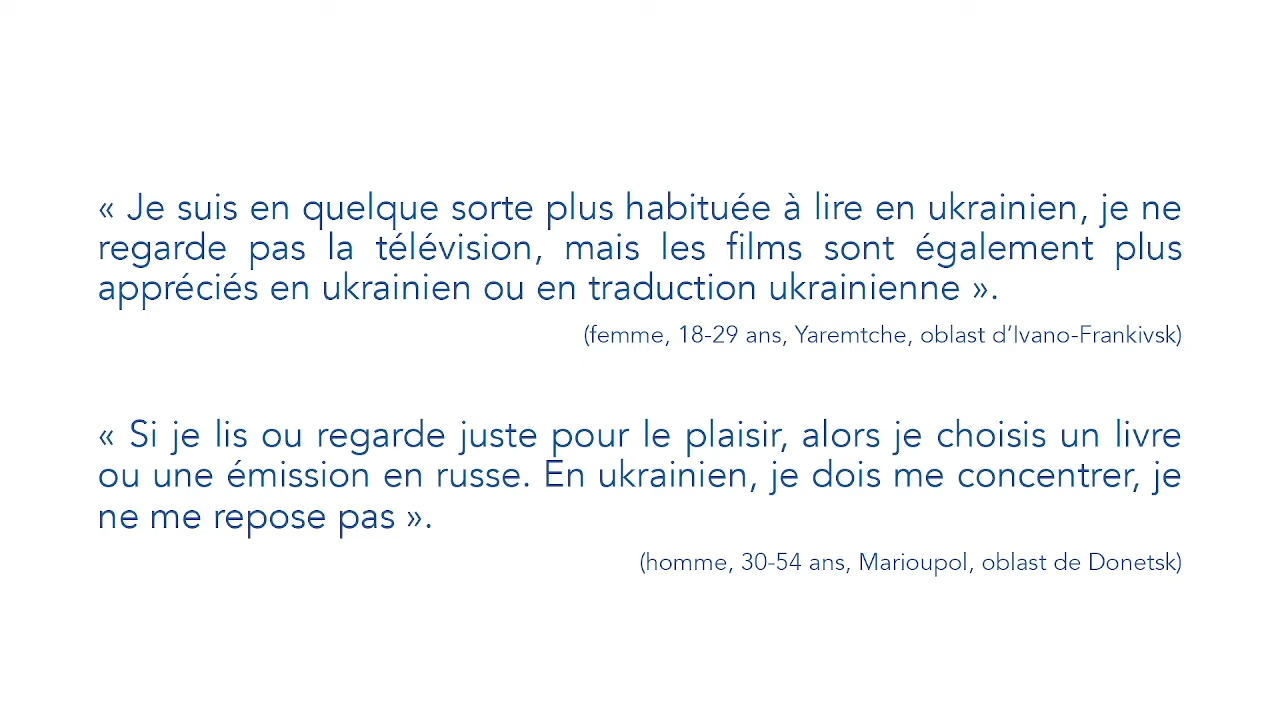 « Je suis en quelque sorte plus habituée à lire en ukrainien, je ne
regarde pas la télévision, mais les films sont également plus
appréciés en ukrainien ou en traduction ukrainienne ».
(femme, 18-29 ans, Yaremtche, oblast d’Ivano-Frankivsk)
« Si je lis ou regarde juste pour le plaisir, alors je choisis un livre
ou une émission en russe. En ukrainien, je dois me concentrer, je
ne me repose pas ».
(homme, 30-54 ans, Marioupol, oblast de Donetsk)